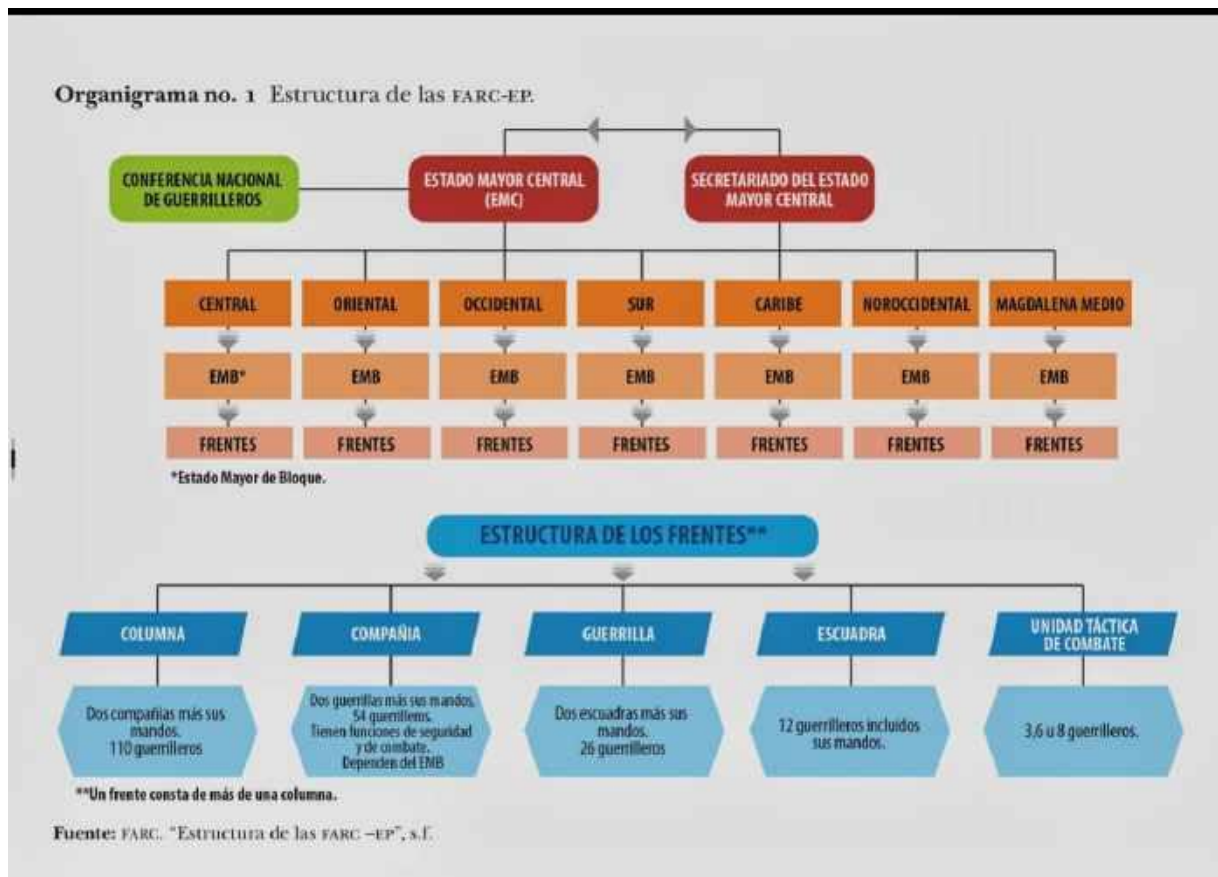 Organigrama no. 1 Estructura de las FARC-EP.
CONFERENCIA NACIONAL
DE GUERRILLEROS
ESTADO MAYOR CENTRAL
(EMC)
SECRETARIADO DEL ESTADO
MAYOR CENTRAL
CENTRAL
ORIENTAL
OCCIDENTAL
SUR
CARIBE
NOROCCIDENTAL
MAGDALENA MEDIO
EMB*
EMB
EMB
EMB
EMB
EMB
EMB
FRENTES
FRENTES
FRENTES
FRENTES
FRENTES
FRENTES
FRENTES
*Estado Mayor de Bloque.
ESTRUCTURA DE LOS FRENTES**
COLUMNA
COMPAÑIA
GUERRILLA
ESCUADRA
UNIDAD TÁCTICA
DE COMBATE
Dos compañias más sus
mandos.
110 guerrilleros
Dos guerrillas más sus mandos.
54 guerrilleros.
Tienen funciones de seguridad
y de combate.
Dependen del EMB
Dos escuadras más sus
mandos.
26 guerrilleros
12 guerrilleros incluidos
sus mandos.
3,6 u 8 guerrilleros.
**Un frente consta de más de una columna.
Fuente: FARC. "Estructura de las FARC –EP", s.f.